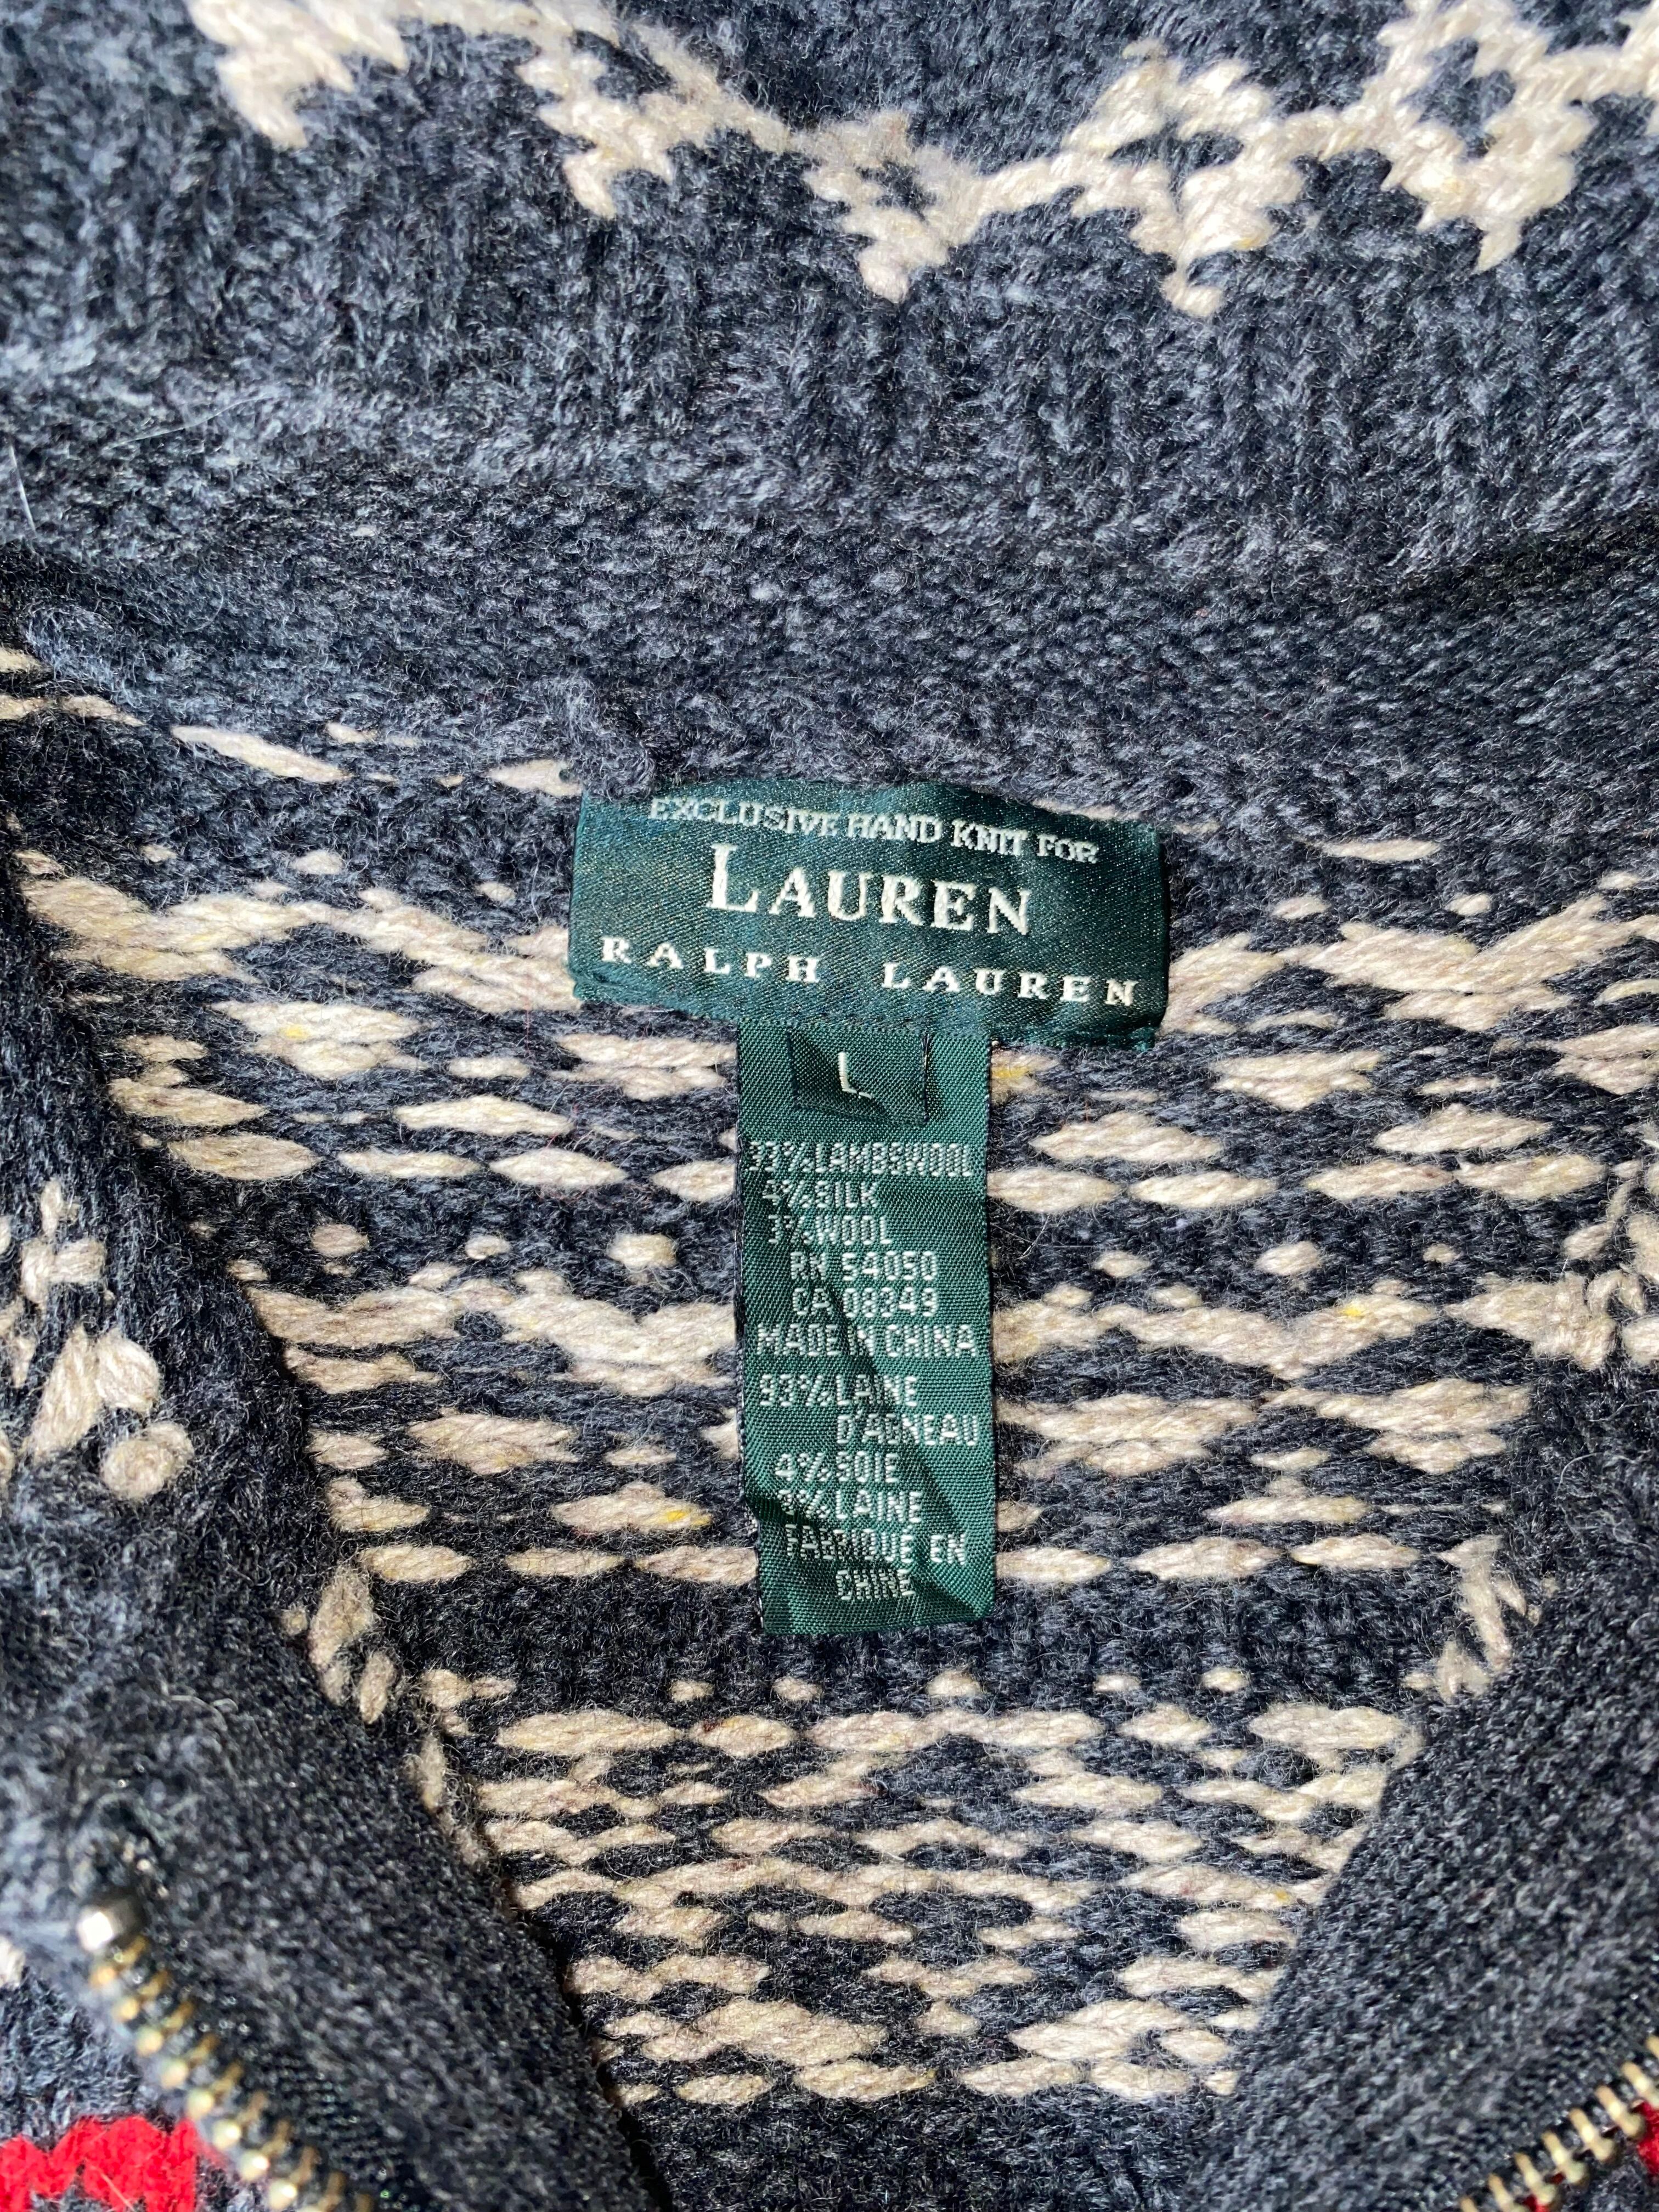 EXCLUSIVE HAND KNIT FOR
LAUREN
RALPH LAUREN
L
93%LAMBSWOOL
4%SILK
3%WOOL
RN 54050
CA 08349
MADE IN CHINA
93%LAINE
D'AGNEAU
4%SOIE
3%LAINE
FABRIQUE EN
CHINE